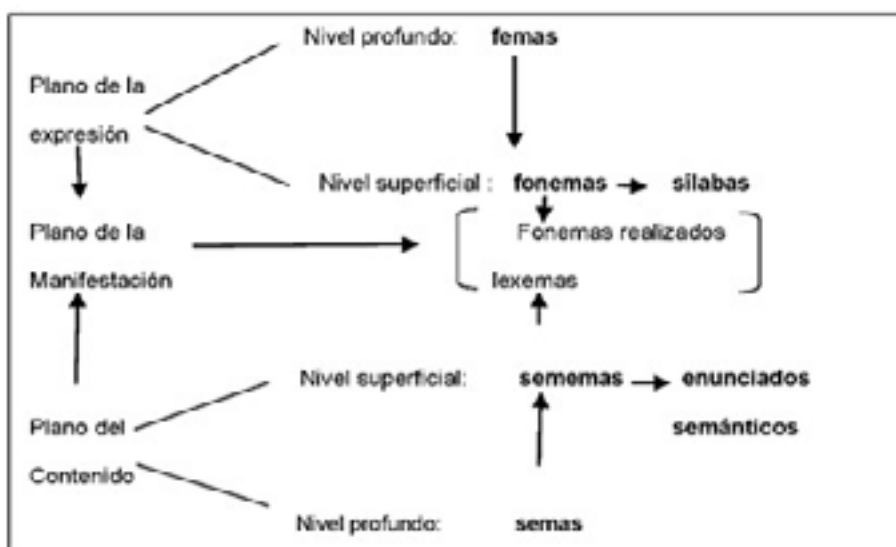 Nivel profundo: femas
Plano de la
expresión
Nivel superficial : fonemas sílabas
Plano de la
Fonemas realizados
Manifestación
lexemas
Nivel superficial: sememas enunciados
Plano del
semánticos
Contenido
Nivel profundo: semas